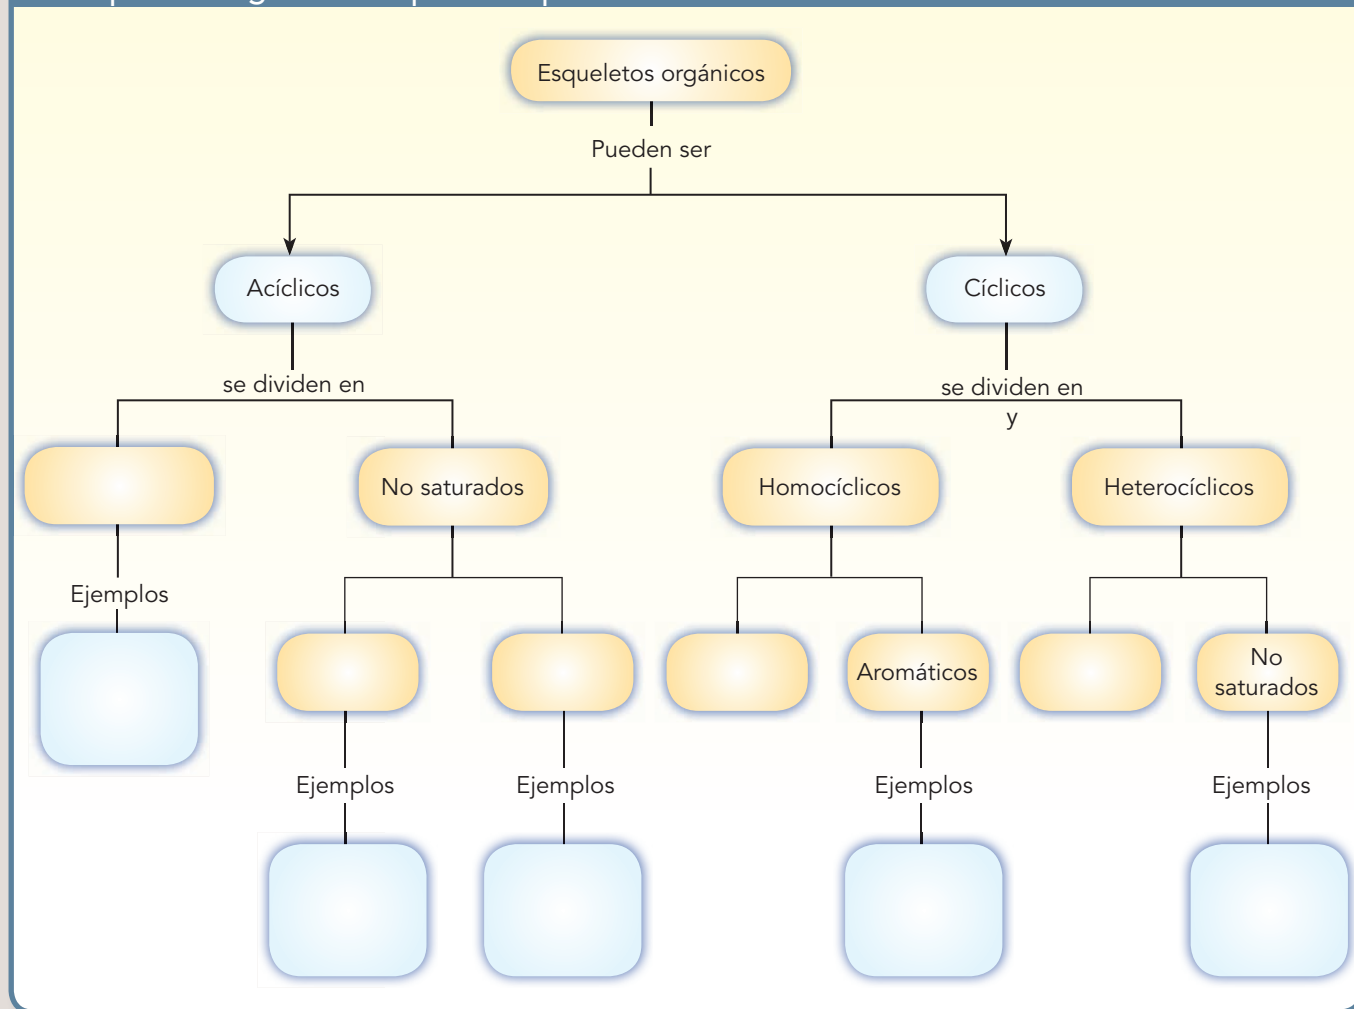 Esqueletos orgánicos
Pueden ser
Acíclicos
Cíclicos
se dividen en
se dividen en
y
No saturados
Homocíclicos
Heterocíclicos
Ejemplos
Aromáticos
No
saturados
Ejemplos
Ejemplos
Ejemplos
Ejemplos